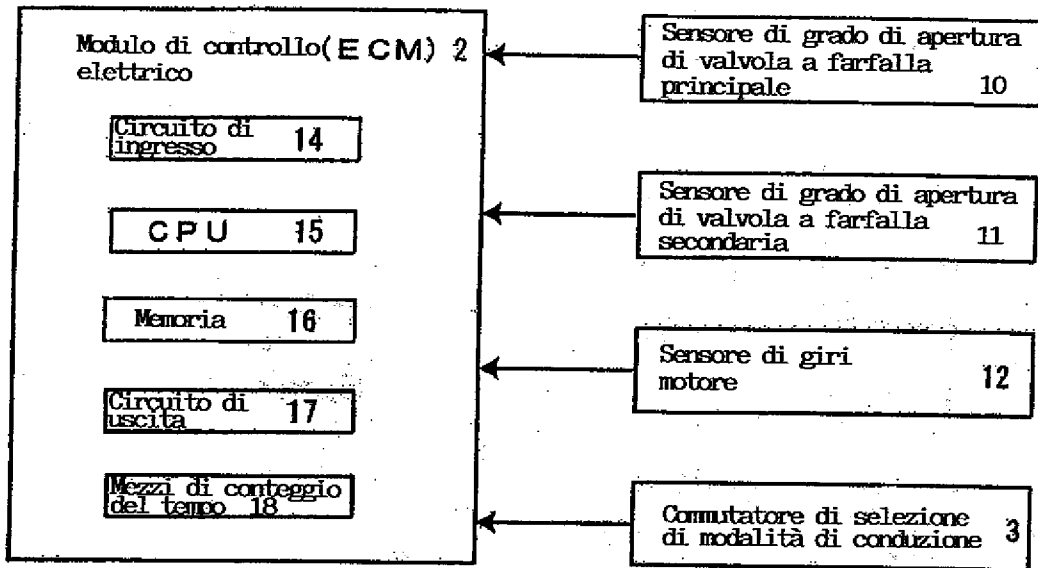 Modulo di controllo(ECM) 2
elettrico
Circuito di
ingresso 14
CPU 15
Memoria 16
Circuito di
uscita 17
Mezzi di conteggio
del tempo 18
Sensore di grado di apertura
di valvola a farfalla
principale 10
Sensore di grado di apertura
di valvola a farfalla
secondaria 11
Sensore di giri
motore 12
Commutatore di selezione
di modalità di conduzione 3